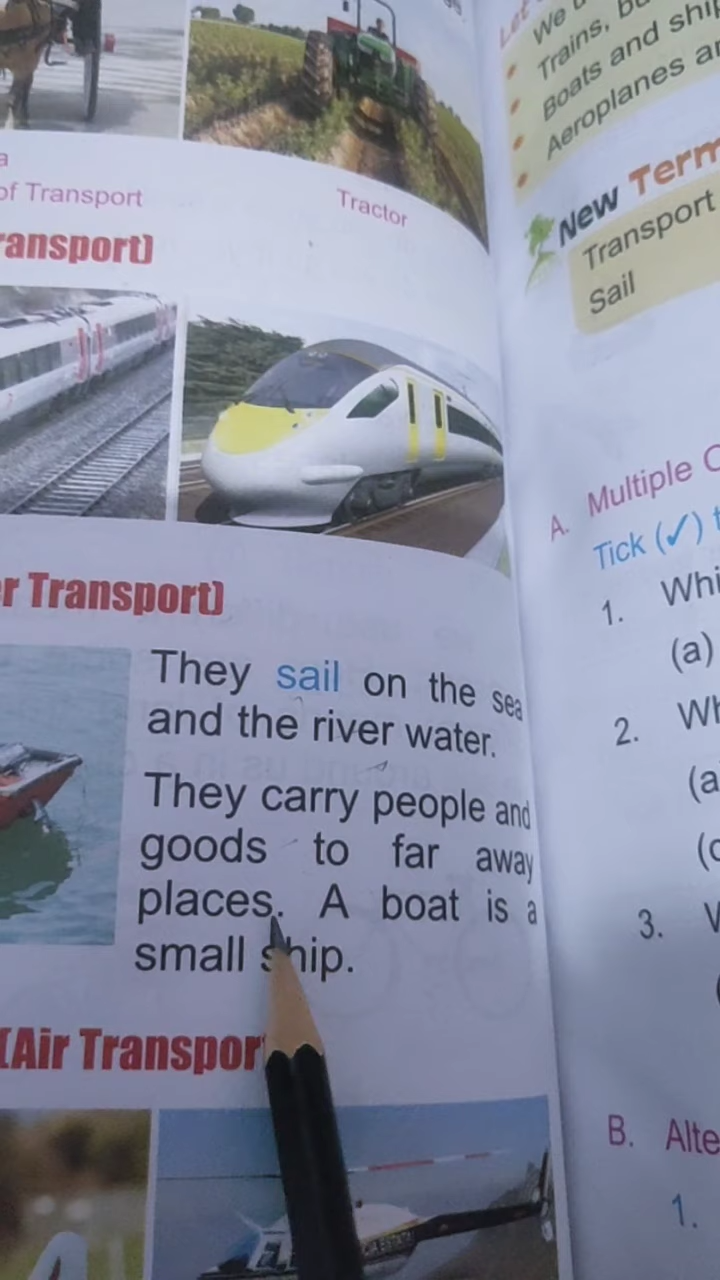 of Transport
Tractor
ransport)
r Transport)
They sail on the sea
and the river water.
They carry people and
goods to far away
places. A boat is a
small ship.
(Air Transpor
We
Trains,
Boats and ship
Aeroplanes
New Term
Transport
Sail
A. Multiple
Tick (✓)
1. Whi
(a)
2. Wh
(a
(c
3.
B. Alte
1.